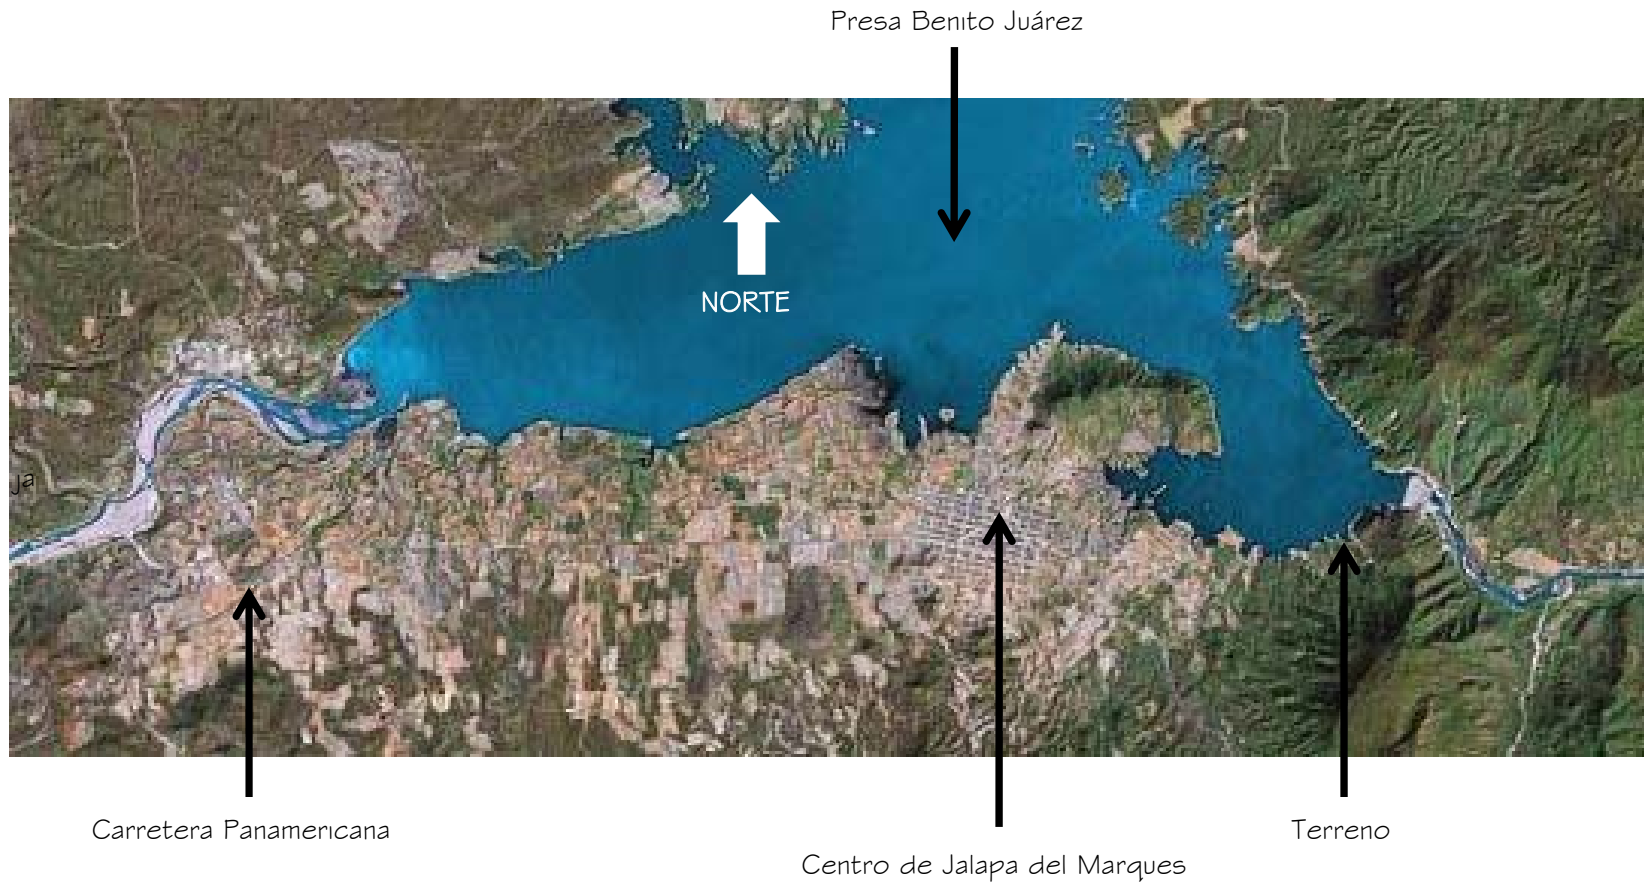 Presa Benito Juárez
NORTE
Ja
Carretera Panamericana
Terreno
Centro de Jalapa del Marques